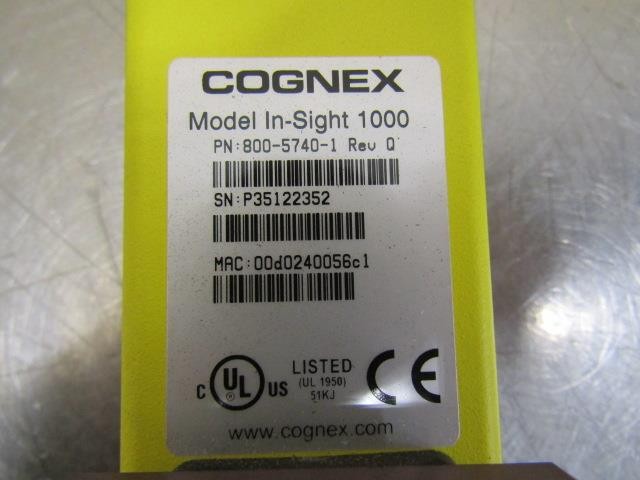 COGNEX
Model In-Sight 1000
PN:800-5740-1 Rev Q
SN:P35122352
MAC:00d0240056c1
C UL ® US LISTED CE
(UL 1950)
51KJ
www.cognex.com